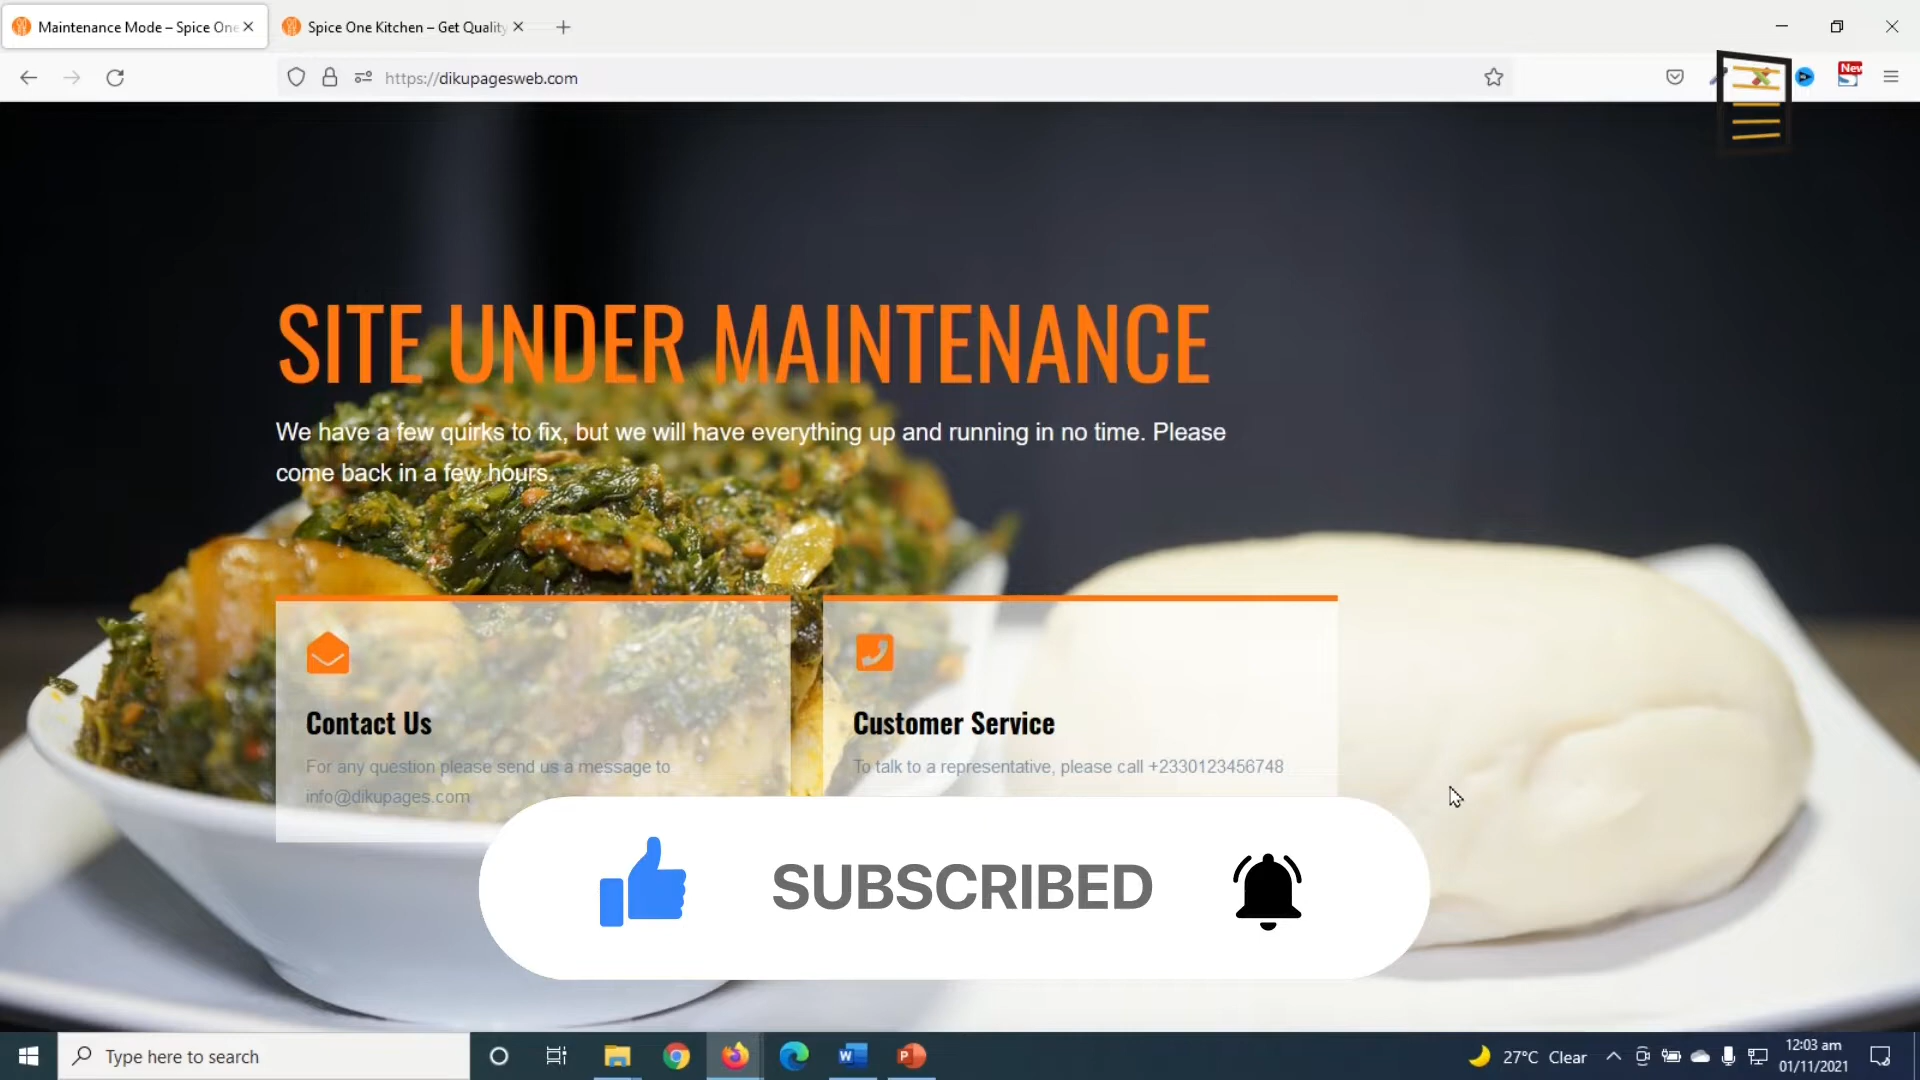 Maintenance Mode – Spice One
Spice One Kitchen – Get Quality
https://dikupagesweb.com
New
SITE UNDER MAINTENANCE
We have a few quirks to fix, but we will have everything up and running in no time. Please
come back in a few hours.
Contact Us
For any question please send us a message to
info@dikupages.com
Customer Service
To talk to a representative, please call +2330123456748
SUBSCRIBED
Type here to search
27°C Clear
12:03 am
01/11/2021